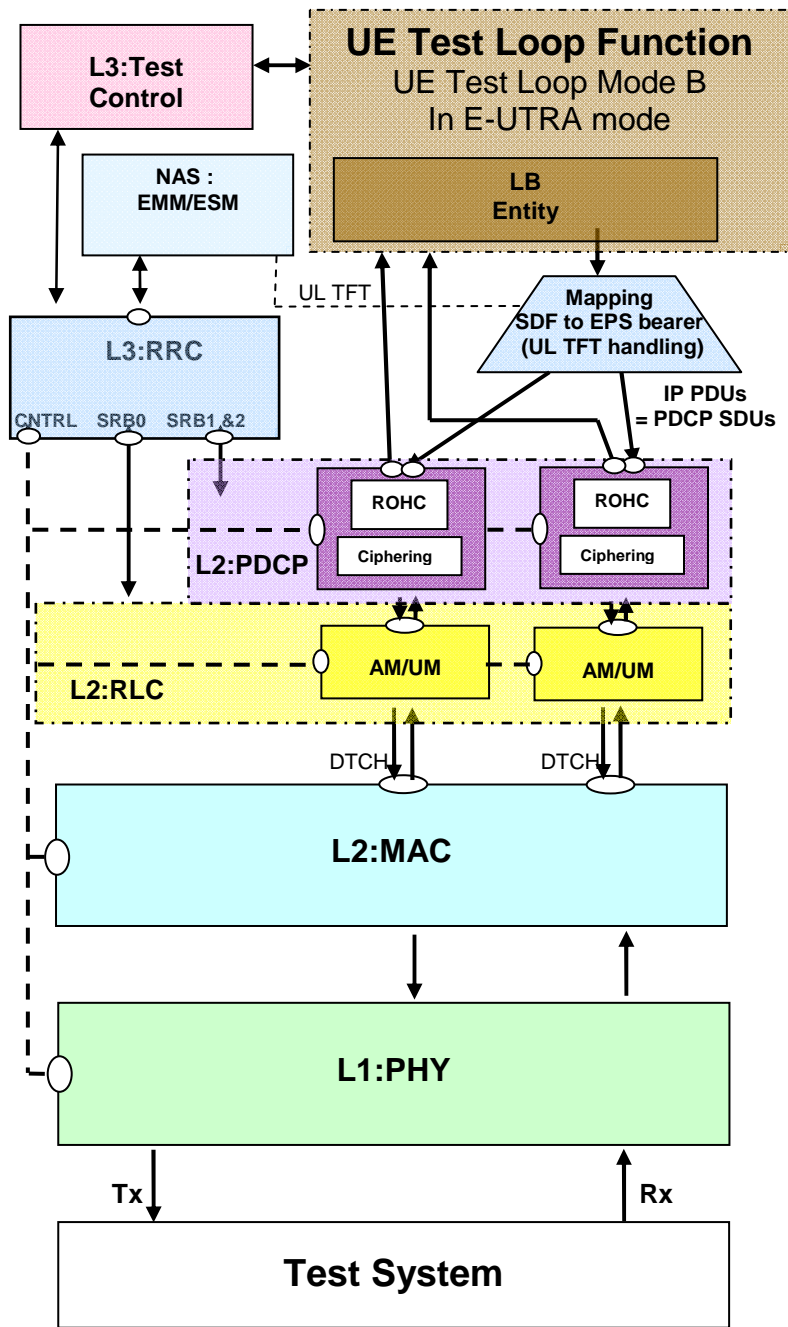 L3:Test
Control
UE Test Loop Function
UE Test Loop Mode B
In E-UTRA mode
NAS :
EMM/ESM
LB
Entity
UL TFT
Mapping
SDF to EPS bearer
(UL TFT handling)
L3:RRC
CNTRL SRB0 SRB1 &2
IP PDUs
= PDCP SDUs
ROHC
Ciphering
ROHC
Ciphering
L2:PDCP
AM/UM
AM/UM
L2:RLC
DTCH
DTCH
L2:MAC
L1:PHY
Tx
Rx
Test System